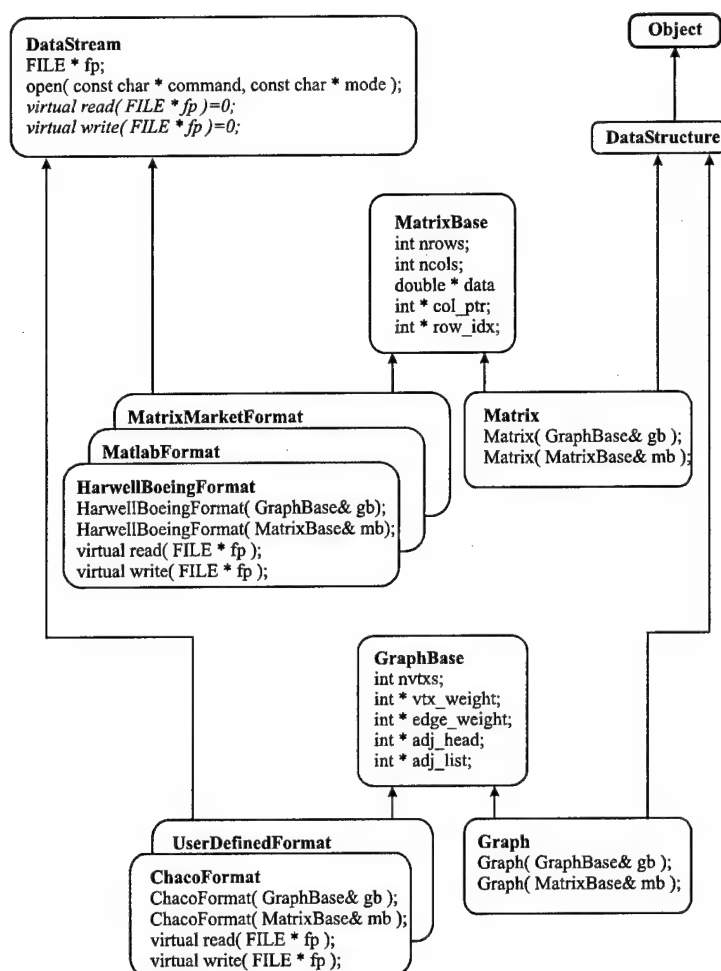 DataStream
FILE * fp;
open( const char * command, const char * mode );
virtual read( FILE * fp )=0;
virtual write( FILE * fp )=0;
Object
DataStructure
MatrixBase
int nrows;
int ncols;
double * data
int * col_ptr;
int * row_idx;
MatrixMarketFormat
MatlabFormat
HarwellBoeingFormat
HarwellBoeingFormat( GraphBase& gb);
HarwellBoeingFormat( MatrixBase& mb);
virtual read( FILE * fp );
virtual write( FILE * fp );
Matrix
Matrix( GraphBase& gb );
Matrix( MatrixBase& mb );
GraphBase
int nvtxs;
int * vtx_weight;
int * edge_weight;
int * adj_head;
int * adj_list;
UserDefinedFormat
ChacoFormat
ChacoFormat( GraphBase& gb );
ChacoFormat( MatrixBase& mb );
virtual read( FILE * fp );
virtual write( FILE * fp );
Graph
Graph( GraphBase& gb );
Graph( MatrixBase& mb );